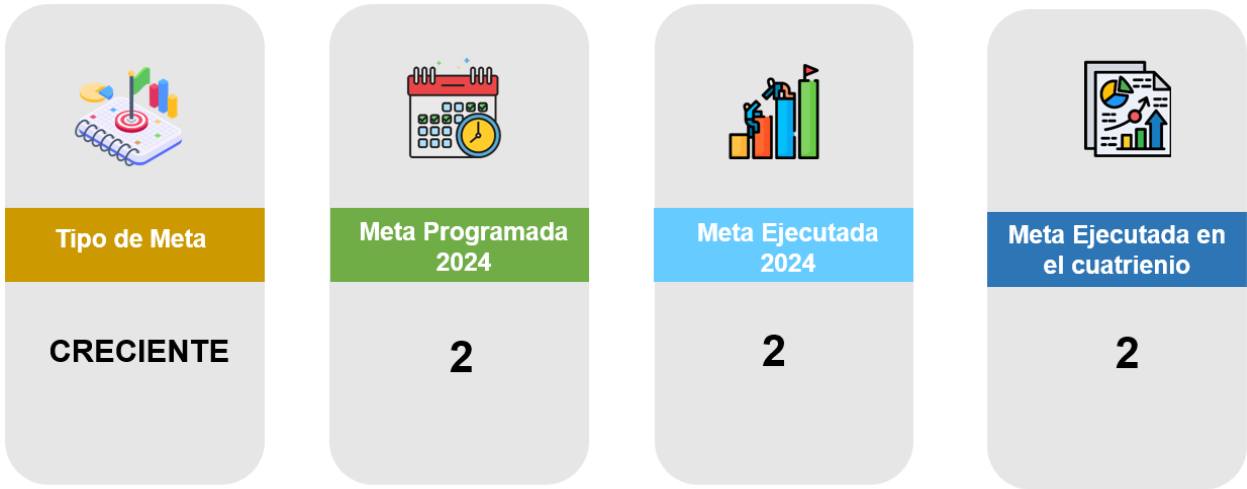 Tipo de Meta
CRECIENTE
Meta Programada
2024
2
Meta Ejecutada
2024
2
Meta Ejecutada en
el cuatrienio
2